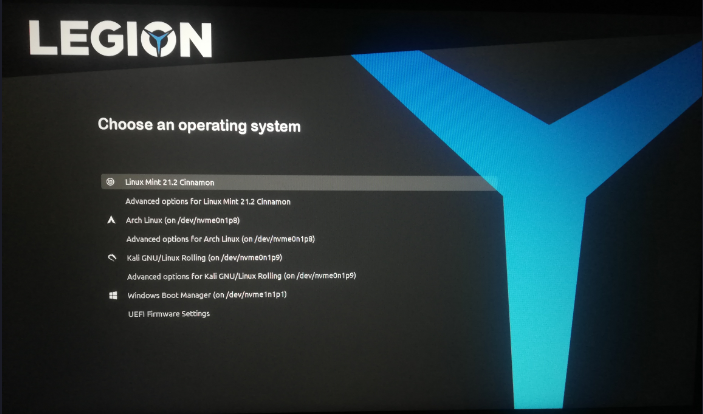 LEGION
Choose an operating system
Linux Mint 21.2 Cinnamon
Advanced options for Linux Mint 21.2 Cinnamon
Arch Linux (on /dev/nvme0n1p8)
Advanced options for Arch Linux (on /dev/nvme0n1p8)
Kali GNU/Linux Rolling (on /dev/nvme0n1p9)
Advanced options for Kali GNU/Linux Rolling (on /dev/nvme0n1p9)
Windows Boot Manager (on /dev/nvme1n1p1)
UEFI Firmware Settings